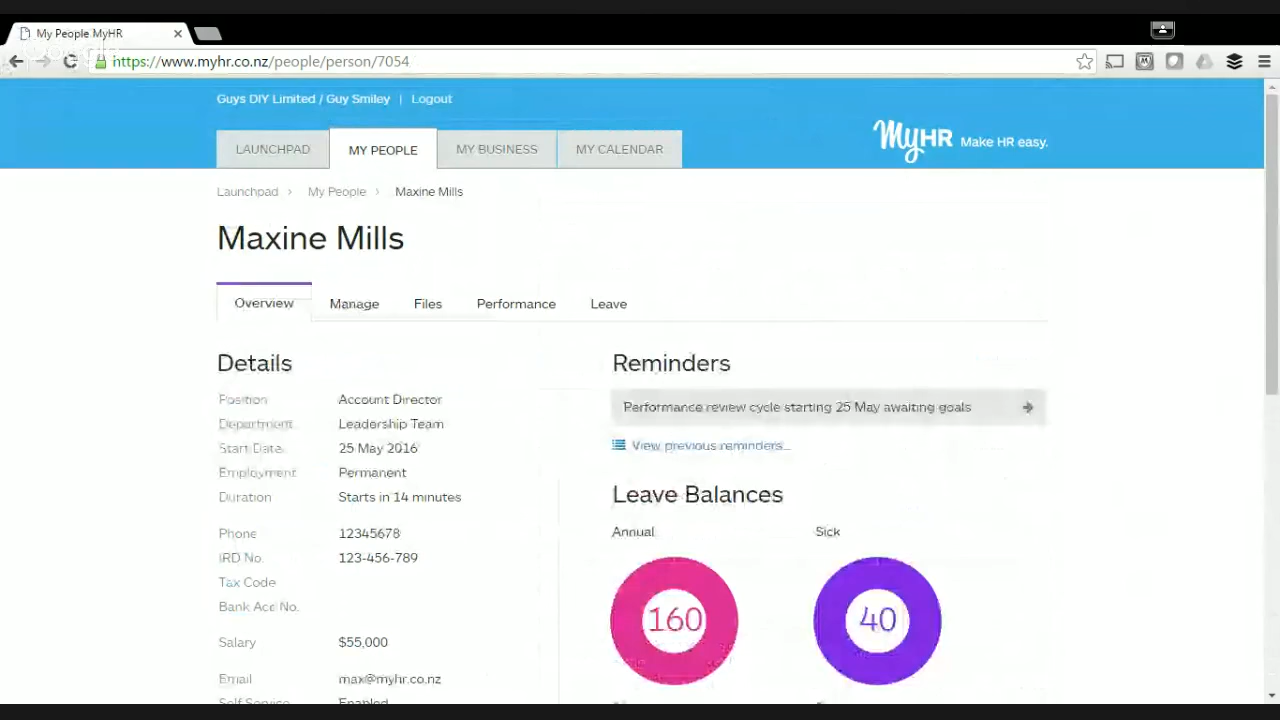 My People MyHR
https://www.myhr.co.nz/people/person/7054
Guys DIY Limited / Guy Smiley | Logout
LAUNCHPAD MY PEOPLE MY BUSINESS MY CALENDAR
MyHR Make HR easy.
Launchpad > My People > Maxine Mills
Maxine Mills
Overview Manage Files Performance Leave
Details
Position Account Director
Department Leadership Team
Start Date 25 May 2016
Employment Permanent
Duration Starts in 14 minutes
Phone 12345678
IRD No. 123-456-789
Tax Code
Bank Acc No.
Salary $55,000
Email max@myhr.co.nz
Self Service Enabled
Reminders
Performance review cycle starting 25 May awaiting goals
View previous reminders...
Leave Balances
Annual Sick
160 40